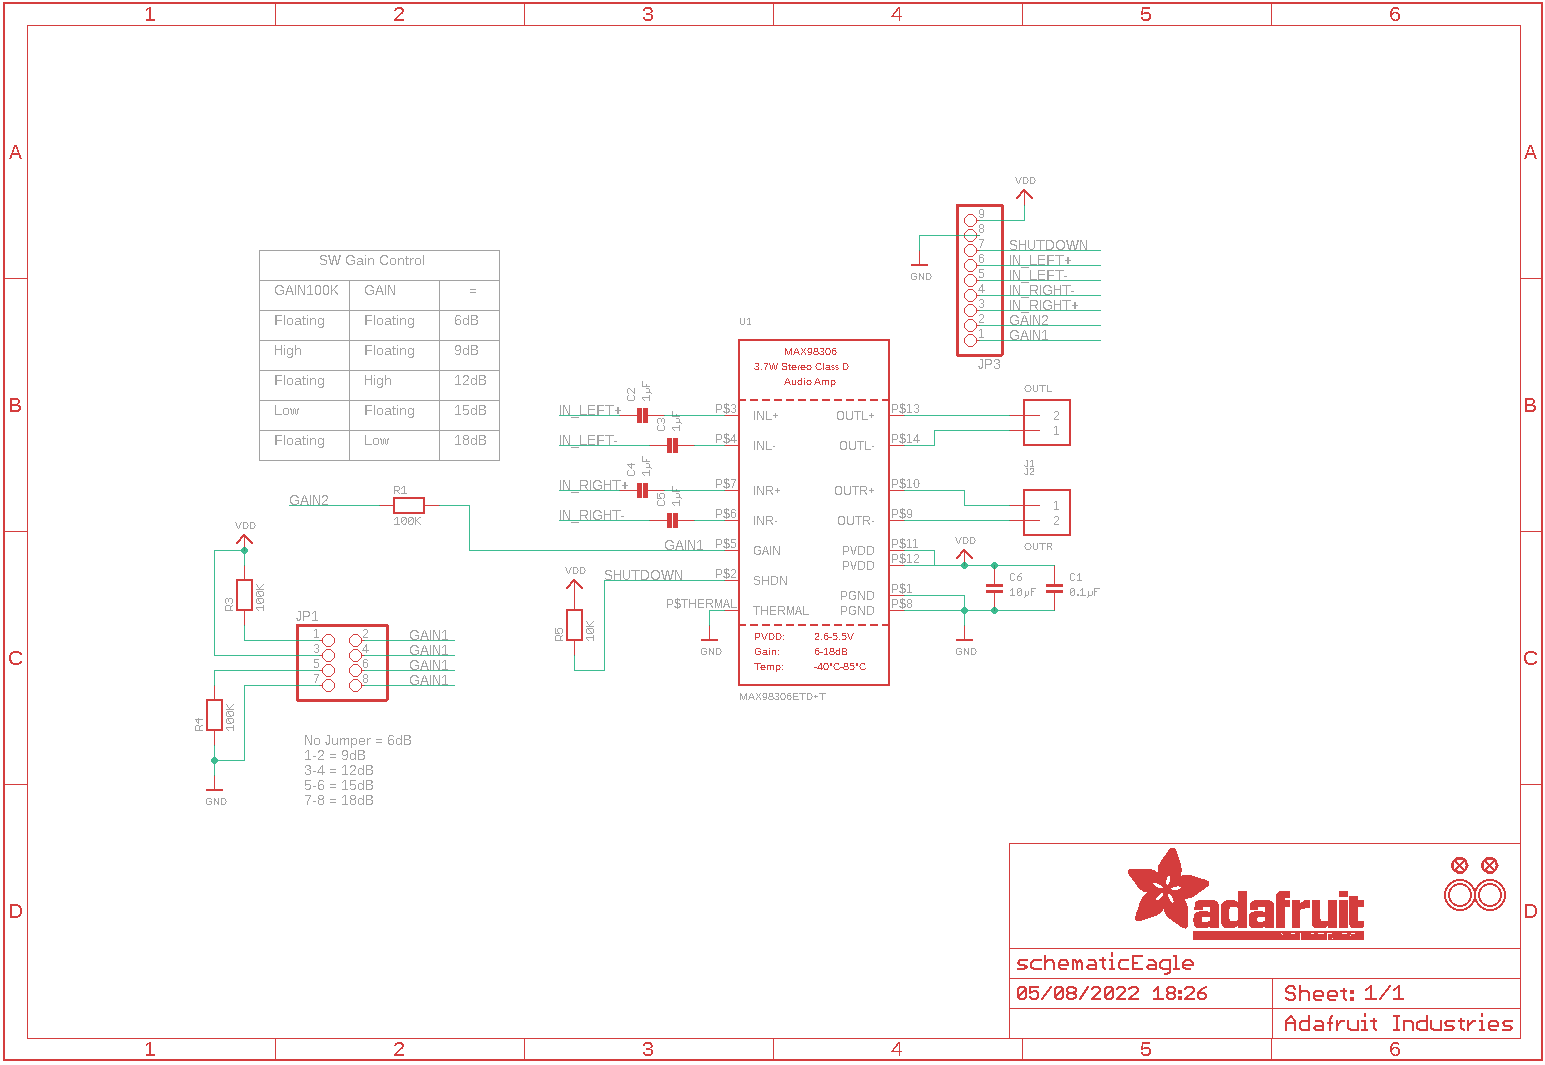 1 2 3 4 5 6
A A
B B
C C
D D
VDD
9
8
7 SHUTDOWN
6 IN_LEFT+
5 IN_LEFT-
4 IN_RIGHT-
3 IN_RIGHT+
2 GAIN2
1 GAIN1
GND
JP3
SW Gain Control
GAIN100K GAIN =
Floating Floating 6dB
High Floating 9dB
Floating High 12dB
Low Floating 15dB
Floating Low 18dB
U1
MAX98306
3.7W Stereo Class D
Audio Amp
C2 1µF
IN_LEFT+ P$3 INL+
C3 1µF
IN_LEFT- P$4 INL-
C4 1µF
IN_RIGHT+ P$7 INR+
C5 1µF
IN_RIGHT- P$6 INR-
GAIN1 P$5 GAIN
SHUTDOWN P$2 SHDN
P$THERMAL THERMAL
OUTL+ P$13
OUTL- P$14
OUTR+ P$10
OUTR- P$9
PVDD P$11
PVDD P$12
PGND P$1
PGND P$8
PVDD: 2.6-5.5V
Gain: 6-18dB
Temp: -40°C-85°C
MAX98306ETD+T
OUTL
2
1
J1
J2
1
2
OUTR
VDD
C6
10µF
C1
0.1µF
GND
GAIN2
R1
100K
VDD
R5
10K
GND
VDD
R3
100K
JP1
1 2 GAIN1
3 4 GAIN1
5 6 GAIN1
7 8 GAIN1
R4
100K
GND
No Jumper = 6dB
1-2 = 9dB
3-4 = 12dB
5-6 = 15dB
7-8 = 18dB
adafruit
schematicEagle
05/08/2022 18:26
Sheet: 1/1
Adafruit Industries
1 2 3 4 5 6